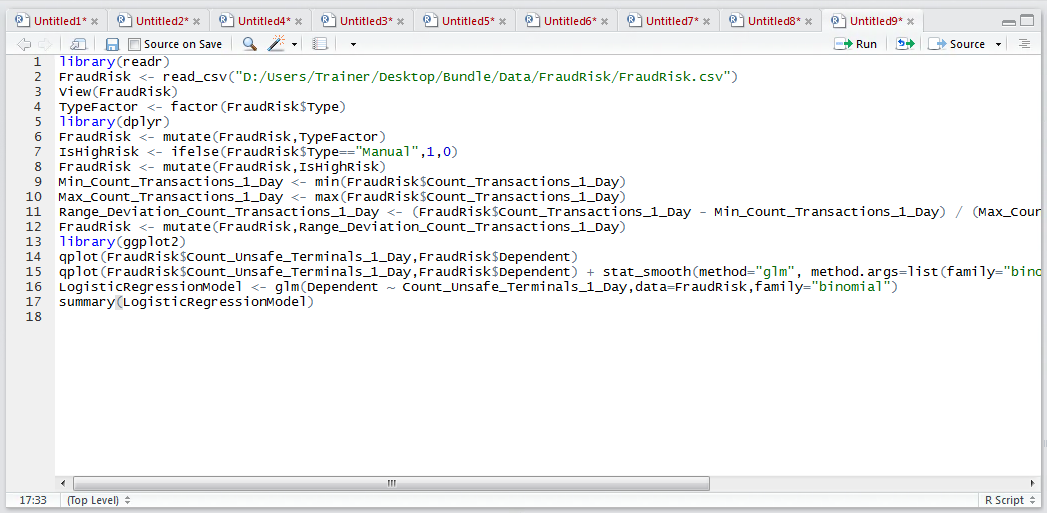 Untitled1* Untitled2* Untitled4* Untitled3* Untitled5* Untitled6* Untitled7* Untitled8* Untitled9*
Source on Save Run Source
1 library(readr)
2 FraudRisk <- read_csv("D:/Users/Trainer/Desktop/Bundle/Data/FraudRisk/FraudRisk.csv")
3 View(FraudRisk)
4 TypeFactor <- factor(FraudRisk$Type)
5 library(dplyr)
6 FraudRisk <- mutate(FraudRisk,TypeFactor)
7 IsHighRisk <- ifelse(FraudRisk$Type=="Manual",1,0)
8 FraudRisk <- mutate(FraudRisk,IsHighRisk)
9 Min_Count_Transactions_1_Day <- min(FraudRisk$Count_Transactions_1_Day)
10 Max_Count_Transactions_1_Day <- max(FraudRisk$Count_Transactions_1_Day)
11 Range_Deviation_Count_Transactions_1_Day <- (FraudRisk$Count_Transactions_1_Day - Min_Count_Transactions_1_Day) / (Max_Coun
12 FraudRisk <- mutate(FraudRisk,Range_Deviation_Count_Transactions_1_Day)
13 library(ggplot2)
14 qplot(FraudRisk$Count_Unsafe_Terminals_1_Day,FraudRisk$Dependent)
15 qplot(FraudRisk$Count_Unsafe_Terminals_1_Day,FraudRisk$Dependent) + stat_smooth(method="glm", method.args=list(family="bino
16 LogisticRegressionModel <- glm(Dependent ~ Count_Unsafe_Terminals_1_Day,data=FraudRisk,family="binomial")
17 summary(LogisticRegressionModel)
18
17:33 (Top Level) R Script